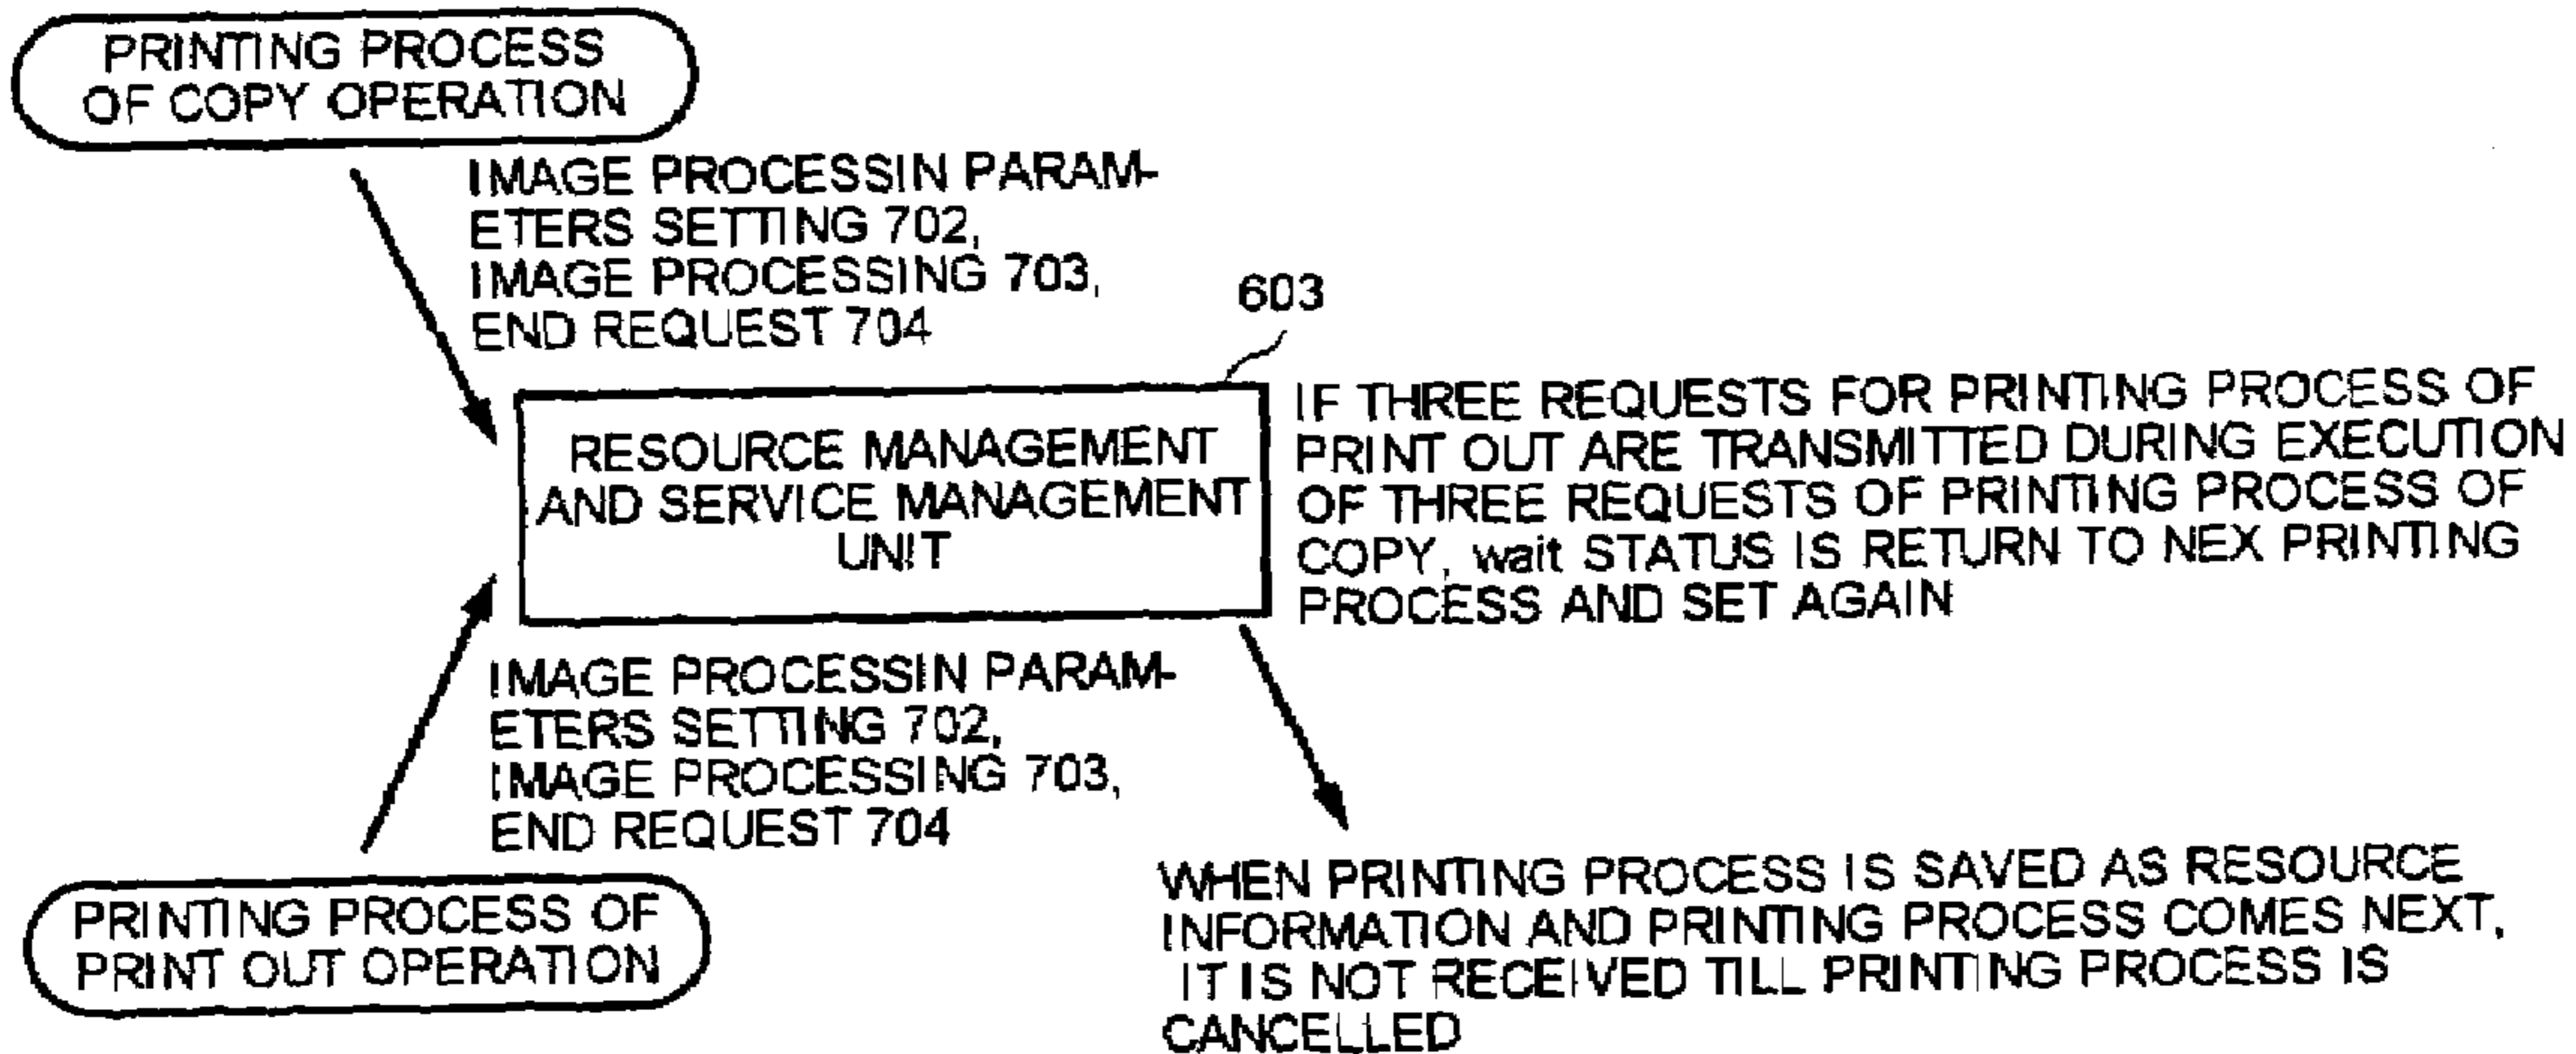 PRINTING PROCESS
OF COPY OPERATION
IMAGE PROCESSIN PARAM-
ETERS SETTING 702,
IMAGE PROCESSING 703,
END REQUEST 704
603
RESOURCE MANAGEMENT
AND SERVICE MANAGEMENT
UNIT
IF THREE REQUESTS FOR PRINTING PROCESS OF
PRINT OUT ARE TRANSMITTED DURING EXECUTION
OF THREE REQUESTS OF PRINTING PROCESS OF
COPY, wait STATUS IS RETURN TO NEX PRINTING
PROCESS AND SET AGAIN
IMAGE PROCESSIN PARAM-
ETERS SETTING 702,
IMAGE PROCESSING 703,
END REQUEST 704
PRINTING PROCESS OF
PRINT OUT OPERATION
WHEN PRINTING PROCESS IS SAVED AS RESOURCE
INFORMATION AND PRINTING PROCESS COMES NEXT,
IT IS NOT RECEIVED TILL PRINTING PROCESS IS
CANCELLED